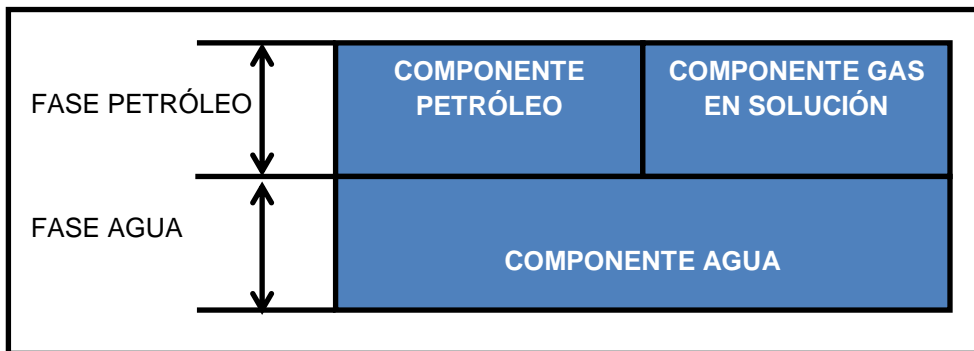 FASE PETRÓLEO
COMPONENTE
PETRÓLEO
COMPONENTE GAS
EN SOLUCIÓN
FASE AGUA
COMPONENTE AGUA